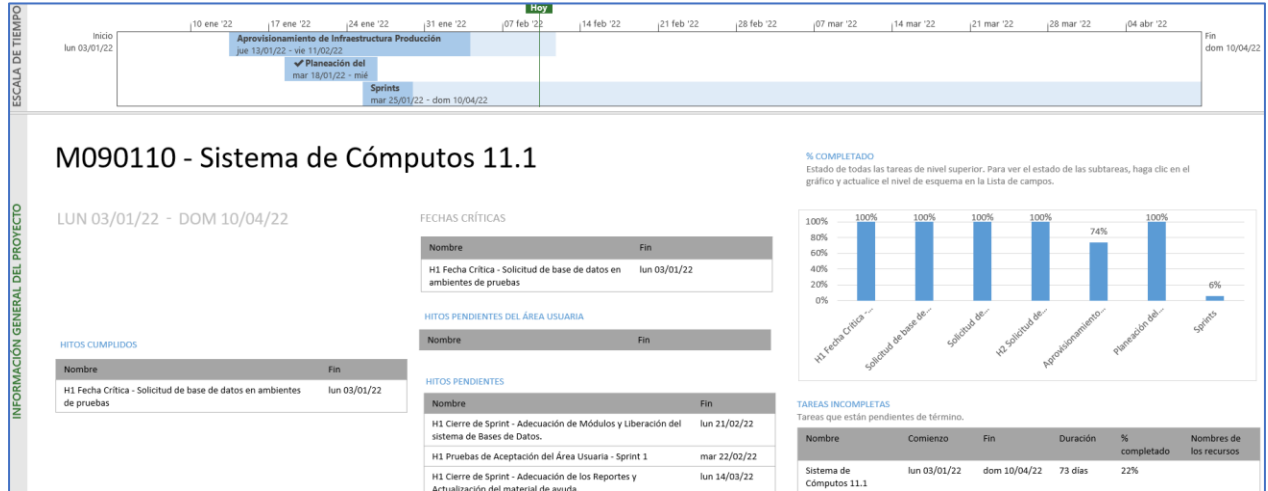 ESCALA DE TIEMPO
Hoy
10 ene '22
17 ene '22
24 ene '22
31 ene '22
07 feb '22
14 feb '22
21 feb '22
28 feb '22
07 mar '22
14 mar '22
21 mar '22
28 mar '22
04 abr '22
Inicio
lun 03/01/22
Aprovisionamiento de Infraestructura Producción
jue 13/01/22 - vie 11/02/22
✔Planeación del
mar 18/01/22 - mié
Sprints
mar 25/01/22 - dom 10/04/22
Fin
dom 10/04/22
INFORMACIÓN GENERAL DEL PROYECTO
M090110 - Sistema de Cómputos 11.1
LUN 03/01/22 - DOM 10/04/22
HITOS CUMPLIDOS
Nombre Fin
H1 Fecha Crítica - Solicitud de base de datos en ambientes lun 03/01/22
de pruebas
FECHAS CRÍTICAS
Nombre Fin
H1 Fecha Crítica - Solicitud de base de datos en lun 03/01/22
ambientes de pruebas
HITOS PENDIENTES DEL ÁREA USUARIA
Nombre Fin
HITOS PENDIENTES
Nombre Fin
H1 Cierre de Sprint - Adecuación de Módulos y Liberación del lun 21/02/22
sistema de Bases de Datos.
H1 Pruebas de Aceptación del Área Usuaria - Sprint 1 mar 22/02/22
H1 Cierre de Sprint - Adecuación de los Reportes y lun 14/03/22
Actualización del material de ayuda
% COMPLETADO
Estado de todas las tareas de nivel superior. Para ver el estado de las subtareas, haga clic en el
gráfico y actualice el nivel de esquema en la Lista de campos.
100%
80%
60%
40%
20%
0%
100%
100%
100%
100%
74%
100%
6%
H1 Fecha Crítica -...
Solicitud de base de...
Solicitud de...
H2 Solicitud de...
Aprovisionamiento...
Planeación del...
Sprints
TAREAS INCOMPLETAS
Tareas que están pendientes de término.
Nombre Comienzo Fin Duración % completado Nombres de los recursos
Sistema de lun 03/01/22 dom 10/04/22 73 días 22%
Cómputos 11.1